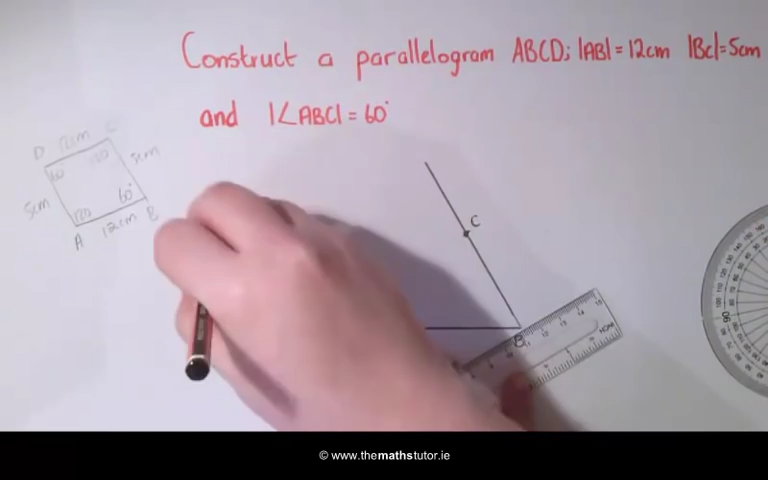 Construct a parallelogram ABCD; |AB| = 12cm |BC| = 5cm
and |∠ABC| = 60°
D 12cm C
60 120 5cm
5cm
120 60° B
A 12cm
C
B
© www.themathstutor.ie